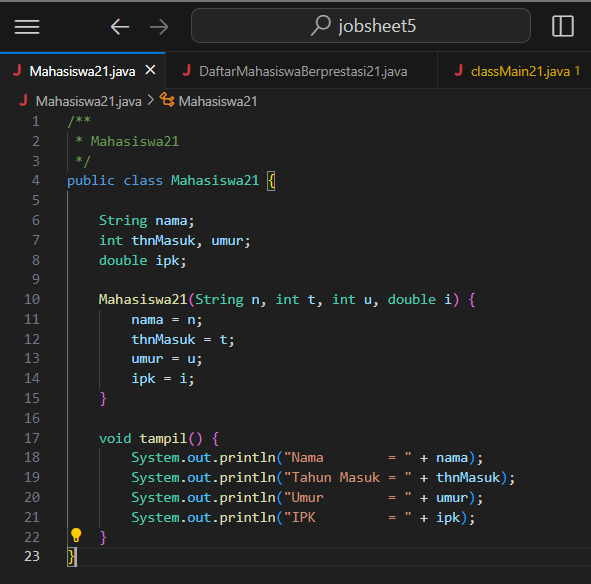 jobsheet5
J Mahasiswa21.java × J DaftarMahasiswaBerprestasi21.java J classMain21.java 1
J Mahasiswa21.java > Mahasiswa21
1 /**
2  * Mahasiswa21
3  */
4 public class Mahasiswa21 {
5
6     String nama;
7     int thnMasuk, umur;
8     double ipk;
9
10     Mahasiswa21(String n, int t, int u, double i) {
11         nama = n;
12         thnMasuk = t;
13         umur = u;
14         ipk = i;
15     }
16
17     void tampil() {
18         System.out.println("Nama        = " + nama);
19         System.out.println("Tahun Masuk = " + thnMasuk);
20         System.out.println("Umur        = " + umur);
21         System.out.println("IPK         = " + ipk);
22     }
23 }